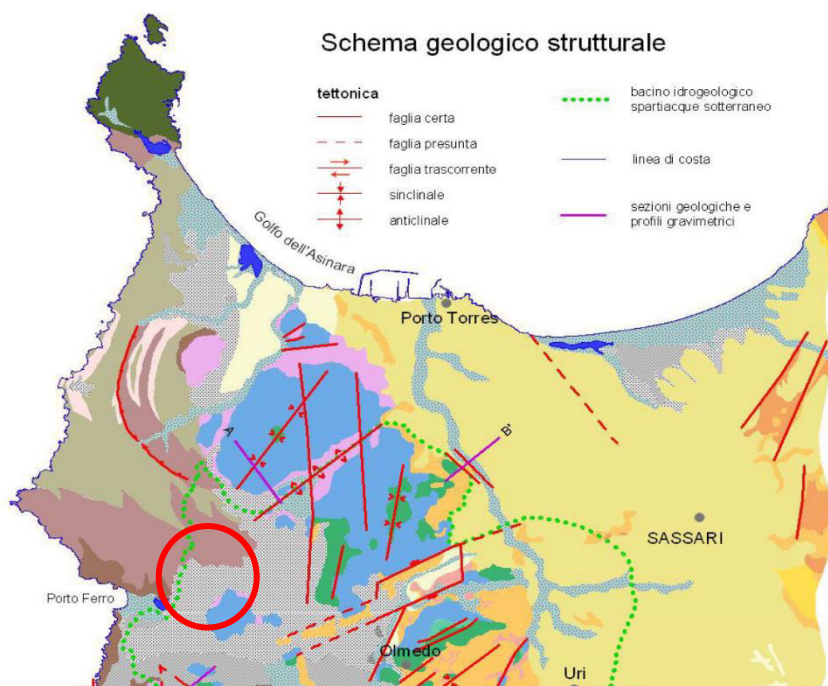 Schema geologico strutturale
tettonica
faglia certa
faglia presunta
faglia trascorrente
sinclinale
anticlinale
bacino idrogeologico
spartiacque sotterraneo
linea di costa
sezioni geologiche e
profili gravimetrici
Golfo dell'Asinara
Porto Torres
A
B'
SASSARI
Porto Ferro
Olmedo
Uri